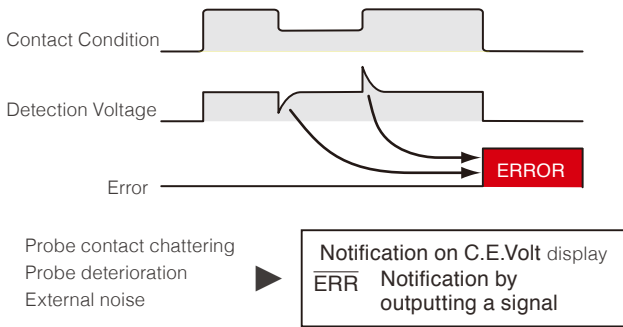 Contact Condition
Detection Voltage
Error
ERROR
Probe contact chattering
Probe deterioration
External noise
Notification on C.E.Volt display
ERR Notification by
outputting a signal